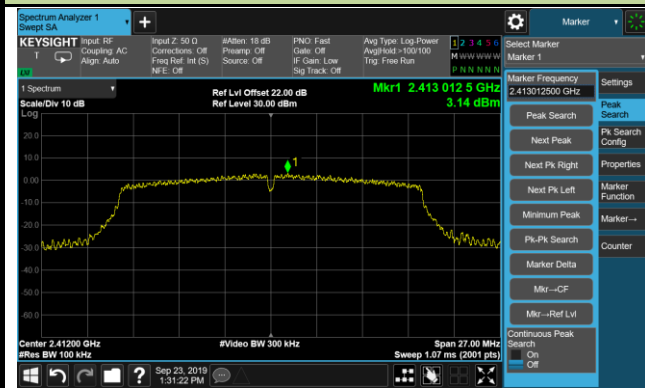 Spectrum Analyzer 1
Swept SA
Marker
KEYSIGHT Input: RF Input Z: 50 Ω #Atten: 18 dB PNO: Fast Avg Type: Log-Power 1 2 3 4 5 6
Coupling: AC Corrections: Off Preamp: Off Gate: Off Avg|Hold:>100/100 M W W W W W
T Align: Auto Freq Ref: Int (S) Source: Off IF Gain: Low Trig: Free Run
NFE: Off Sig Track: Off P N N N N N
Select Marker
Marker 1
1 Spectrum
Scale/Div 10 dB
Ref Lvl Offset 22.00 dB
Ref Level 30.00 dBm
Mkr1 2.413 012 5 GHz
3.14 dBm
Log
20.0
10.0
0.00
-10.0
-20.0
-30.0
-40.0
-50.0
-60.0
1
Center 2.41200 GHz #Video BW 300 kHz Span 27.00 MHz
#Res BW 100 kHz Sweep 1.07 ms (2001 pts)
Marker Frequency
2.413012500 GHz
Peak Search
Next Peak
Next Pk Right
Next Pk Left
Minimum Peak
Pk-Pk Search
Marker Delta
Mkr→CF
Mkr→Ref Lvl
Continuous Peak
Search
On
Off
Settings
Peak
Search
Pk Search
Config
Properties
Marker
Function
Marker→
Counter
Sep 23, 2019
1:31:22 PM